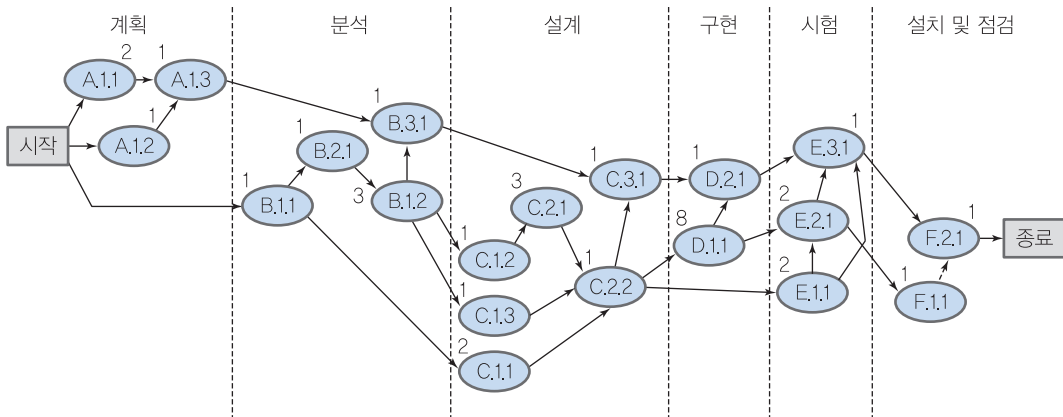 계획 분석 설계 구현 시험 설치 및 점검
2 1
A.1.1 A.1.3
1
시작 A.1.2
1
B.3.1
1
B.2.1
1
B.1.1
3
B.1.2
1
C.3.1
3
C.2.1
1
C.1.2
1
C.2.2
1
C.1.3
2
C.1.1
1
D.2.1
8
D.1.1
1
E.3.1
2
E.2.1
2
E.1.1
1
F.2.1
1
F.1.1
종료